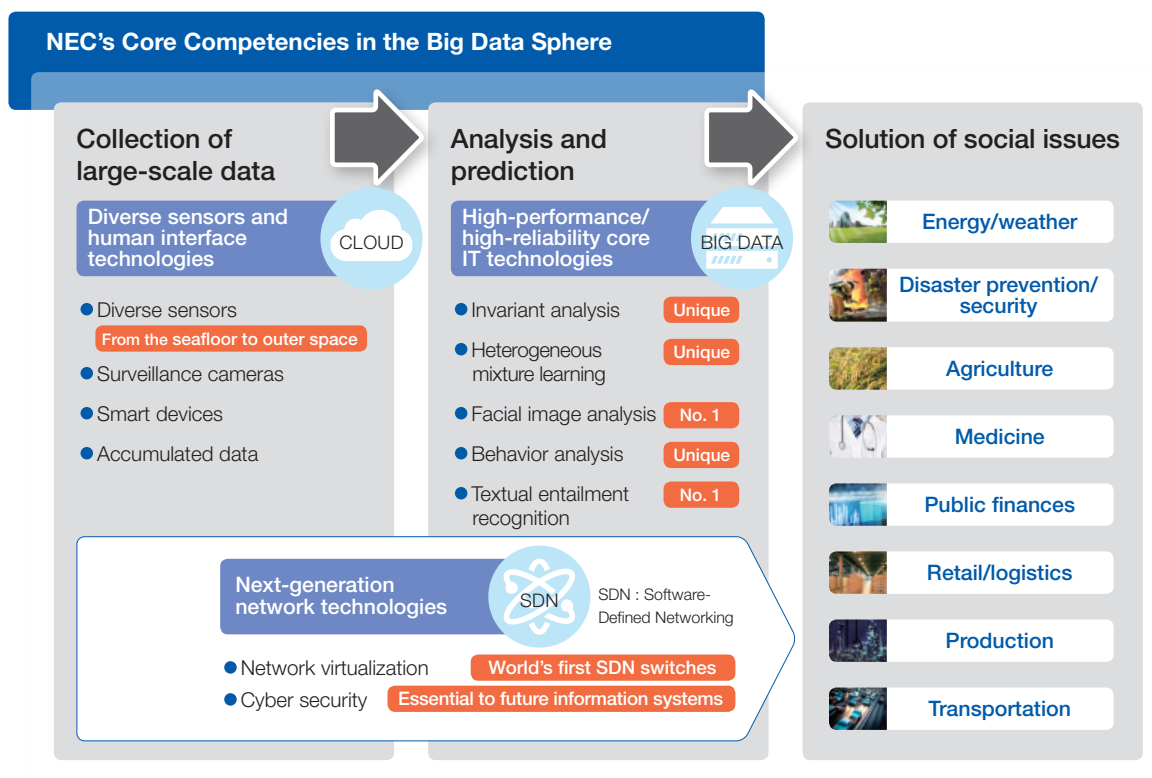 NEC’s Core Competencies in the Big Data Sphere
Collection of
large-scale data
Diverse sensors and
human interface
technologies
CLOUD
● Diverse sensors
From the seafloor to outer space
● Surveillance cameras
● Smart devices
● Accumulated data
Analysis and
prediction
High-performance/
high-reliability core
IT technologies
BIG DATA
● Invariant analysis Unique
● Heterogeneous
mixture learning Unique
● Facial image analysis No. 1
● Behavior analysis Unique
● Textual entailment
recognition No. 1
Next-generation
network technologies
SDN
SDN : Software-
Defined Networking
● Network virtualization World’s first SDN switches
● Cyber security Essential to future information systems
Solution of social issues
Energy/weather
Disaster prevention/
security
Agriculture
Medicine
Public finances
Retail/logistics
Production
Transportation